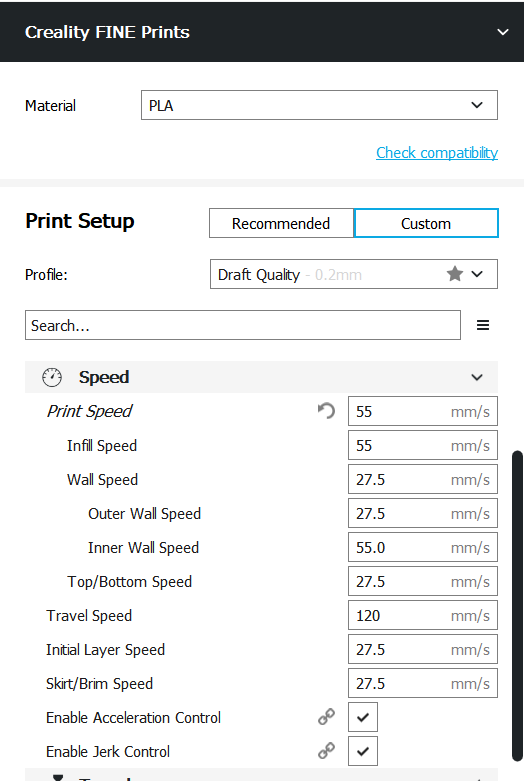 Creality FINE Prints
Material PLA
Check compatibility
Print Setup Recommended Custom
Profile: Draft Quality - 0.2mm
Search...
Speed
Print Speed 55 mm/s
Infill Speed 55 mm/s
Wall Speed 27.5 mm/s
Outer Wall Speed 27.5 mm/s
Inner Wall Speed 55.0 mm/s
Top/Bottom Speed 27.5 mm/s
Travel Speed 120 mm/s
Initial Layer Speed 27.5 mm/s
Skirt/Brim Speed 27.5 mm/s
Enable Acceleration Control
Enable Jerk Control